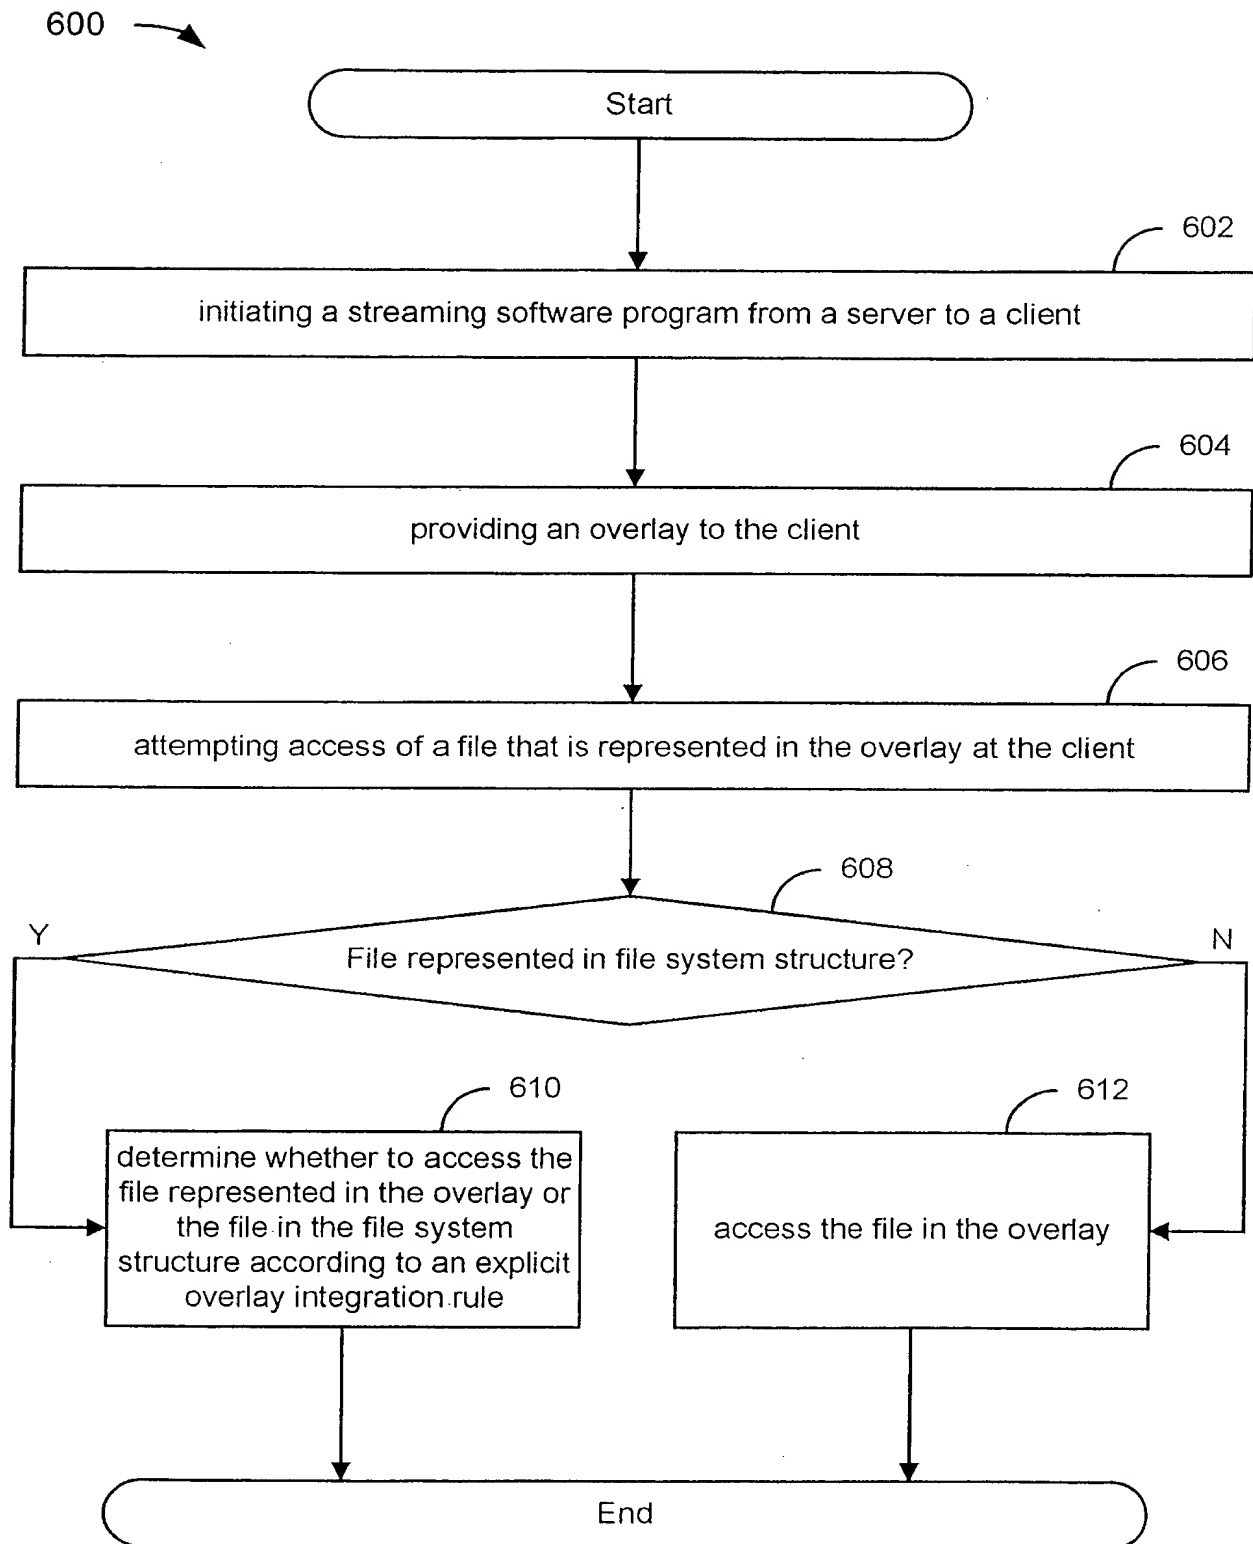 600
Start
602
initiating a streaming software program from a server to a client
604
providing an overlay to the client
606
attempting access of a file that is represented in the overlay at the client
608
Y
N
File represented in file system structure?
610
612
determine whether to access the
file represented in the overlay or
the file in the file system
structure according to an explicit
overlay integration rule
access the file in the overlay
End